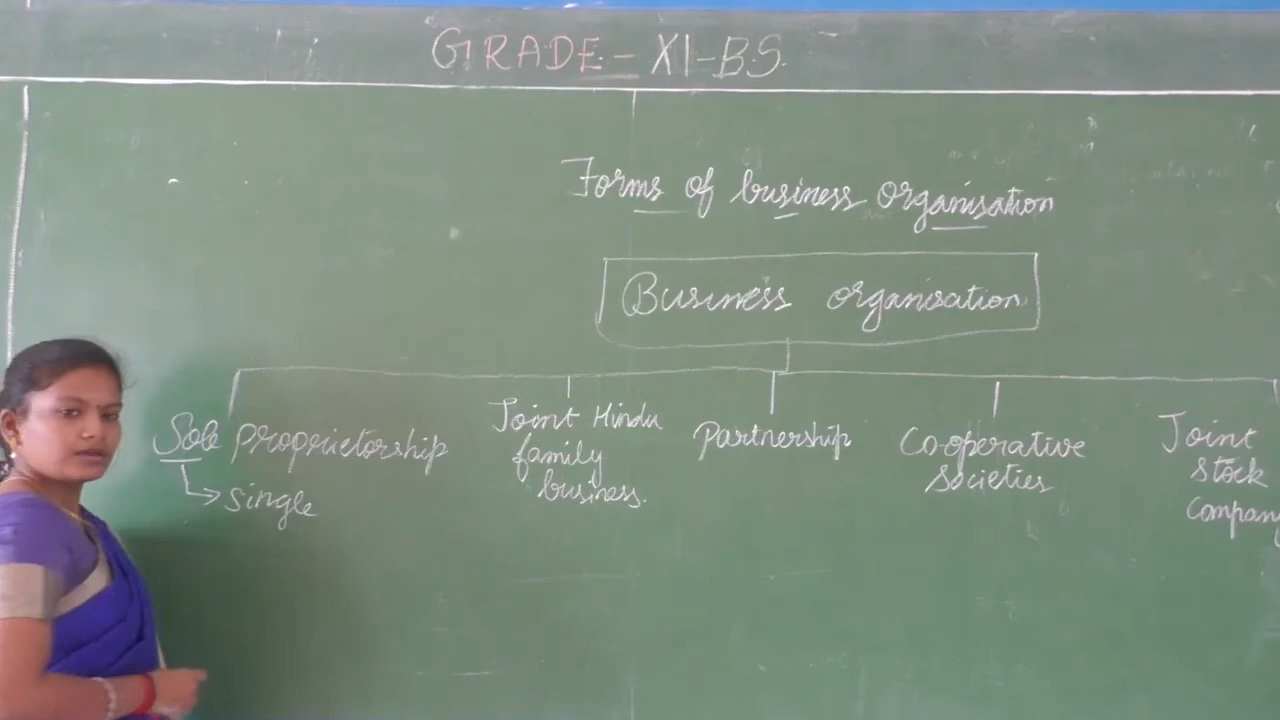 GRADE - XI-B.S.
Forms of business organisation
Business organisation
Sole proprietorship
single
Joint Hindu
family
business.
Partnership
Co-operative
societies
Joint
stock
Company